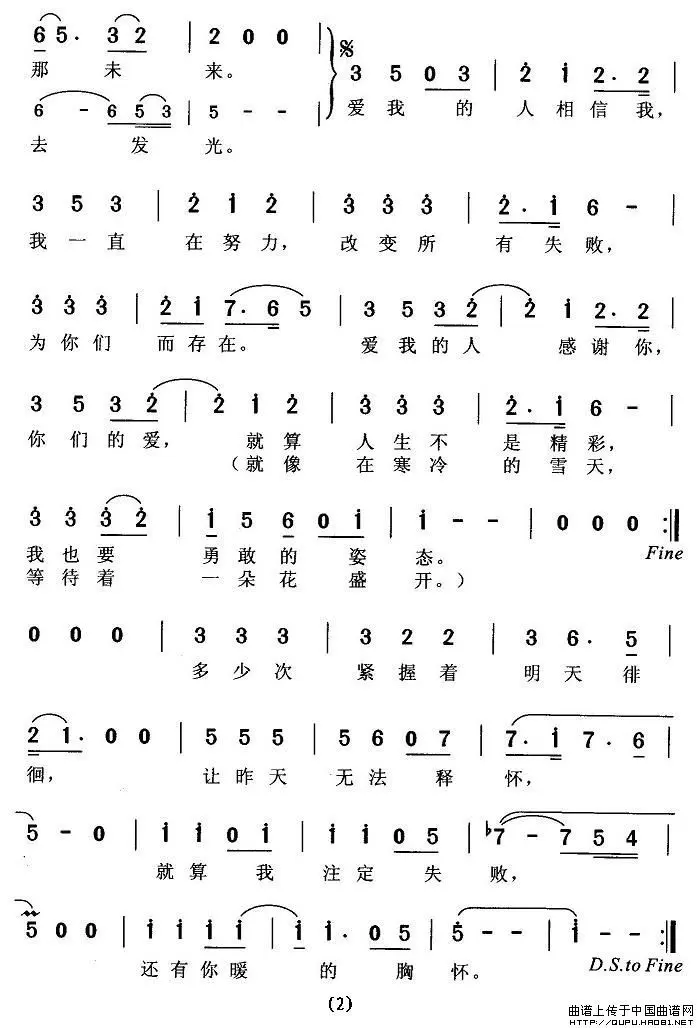 6 5· 3 2 | 2 0 0
那 未 来。
6 - 6 5 3 | 5 - -
去 发 光。
3 5 0 3 | 2 1 2· 2
爱我 的 人相信我,
3 5 3 | 2 1 2 | 3 3 3 | 2· 1 6 -
我一直 在努力, 改变所 有失败,
3 3 3 | 2 1 7· 6 5 | 3 5 3 2 | 2 1 2· 2
为你们 而存在。 爱我的人 感谢你,
3 5 3 2 | 2 1 2 | 3 3 3 | 2· 1 6 -
你们的爱, 就算 人生不 是精彩,
(就像 在寒冷 的雪天,
3 3 3 2 | 1 5 6 0 1 | 1 - - | 0 0 0 :||
我也要 勇敢的 姿 态。 Fine
等待着 一朵花 盛 开。)
0 0 0 | 3 3 3 | 3 2 2 | 3 6· 5
多少次 紧握着 明天徘
2 1· 0 0 | 5 5 5 | 5 6 0 7 | 7· 1 7· 6
徊, 让昨天 无法 释 怀,
5 - 0 | 1 1 0 1 | 1 1 0 5 | ♭7 - 7 5 4
就算 我 注定 失 败,
5 0 0 | 1 1 1 1 | 1 1· 0 5 | 5 - - | 1 - - :||
还有你暖 的 胸 怀。 D.S.to Fine
(2)
曲谱上传于中国曲谱网
HTTP://QUPU.HAO81.NET